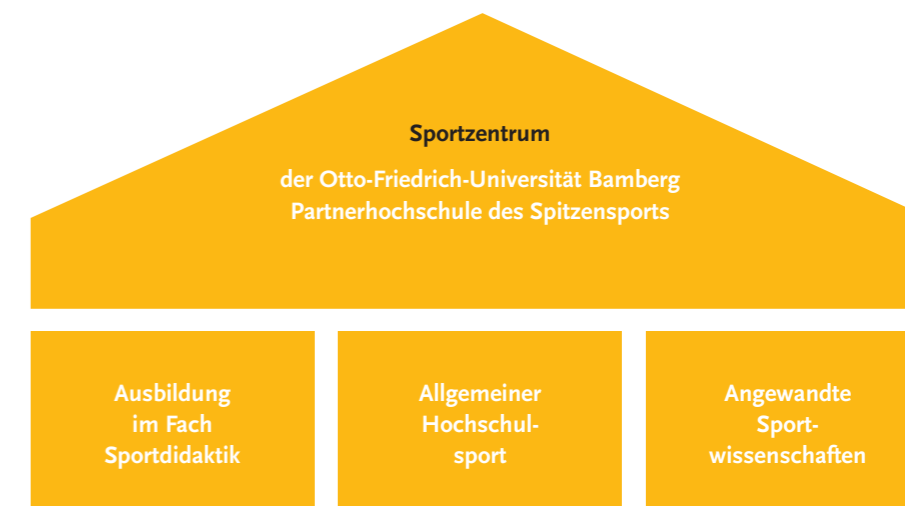 Sportzentrum
der Otto-Friedrich-Universität Bamberg
Partnerhochschule des Spitzensports
Ausbildung
im Fach
Sportdidaktik
Allgemeiner
Hochschul-
sport
Angewandte
Sport-
wissenschaften